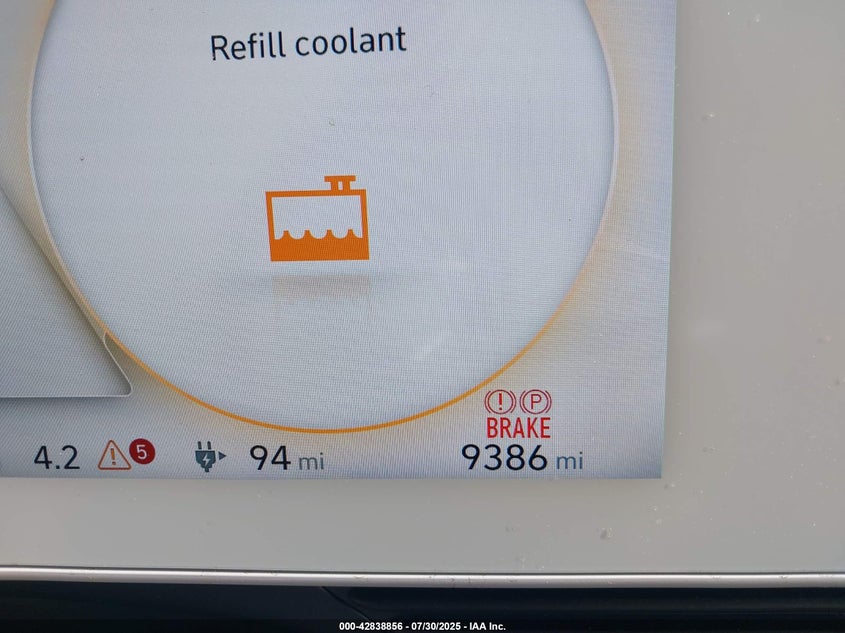 Refill coolant
P
BRAKE
4.2 5 94 mi 9386 mi
000-42838856 - 07/30/2025 - IAA Inc.